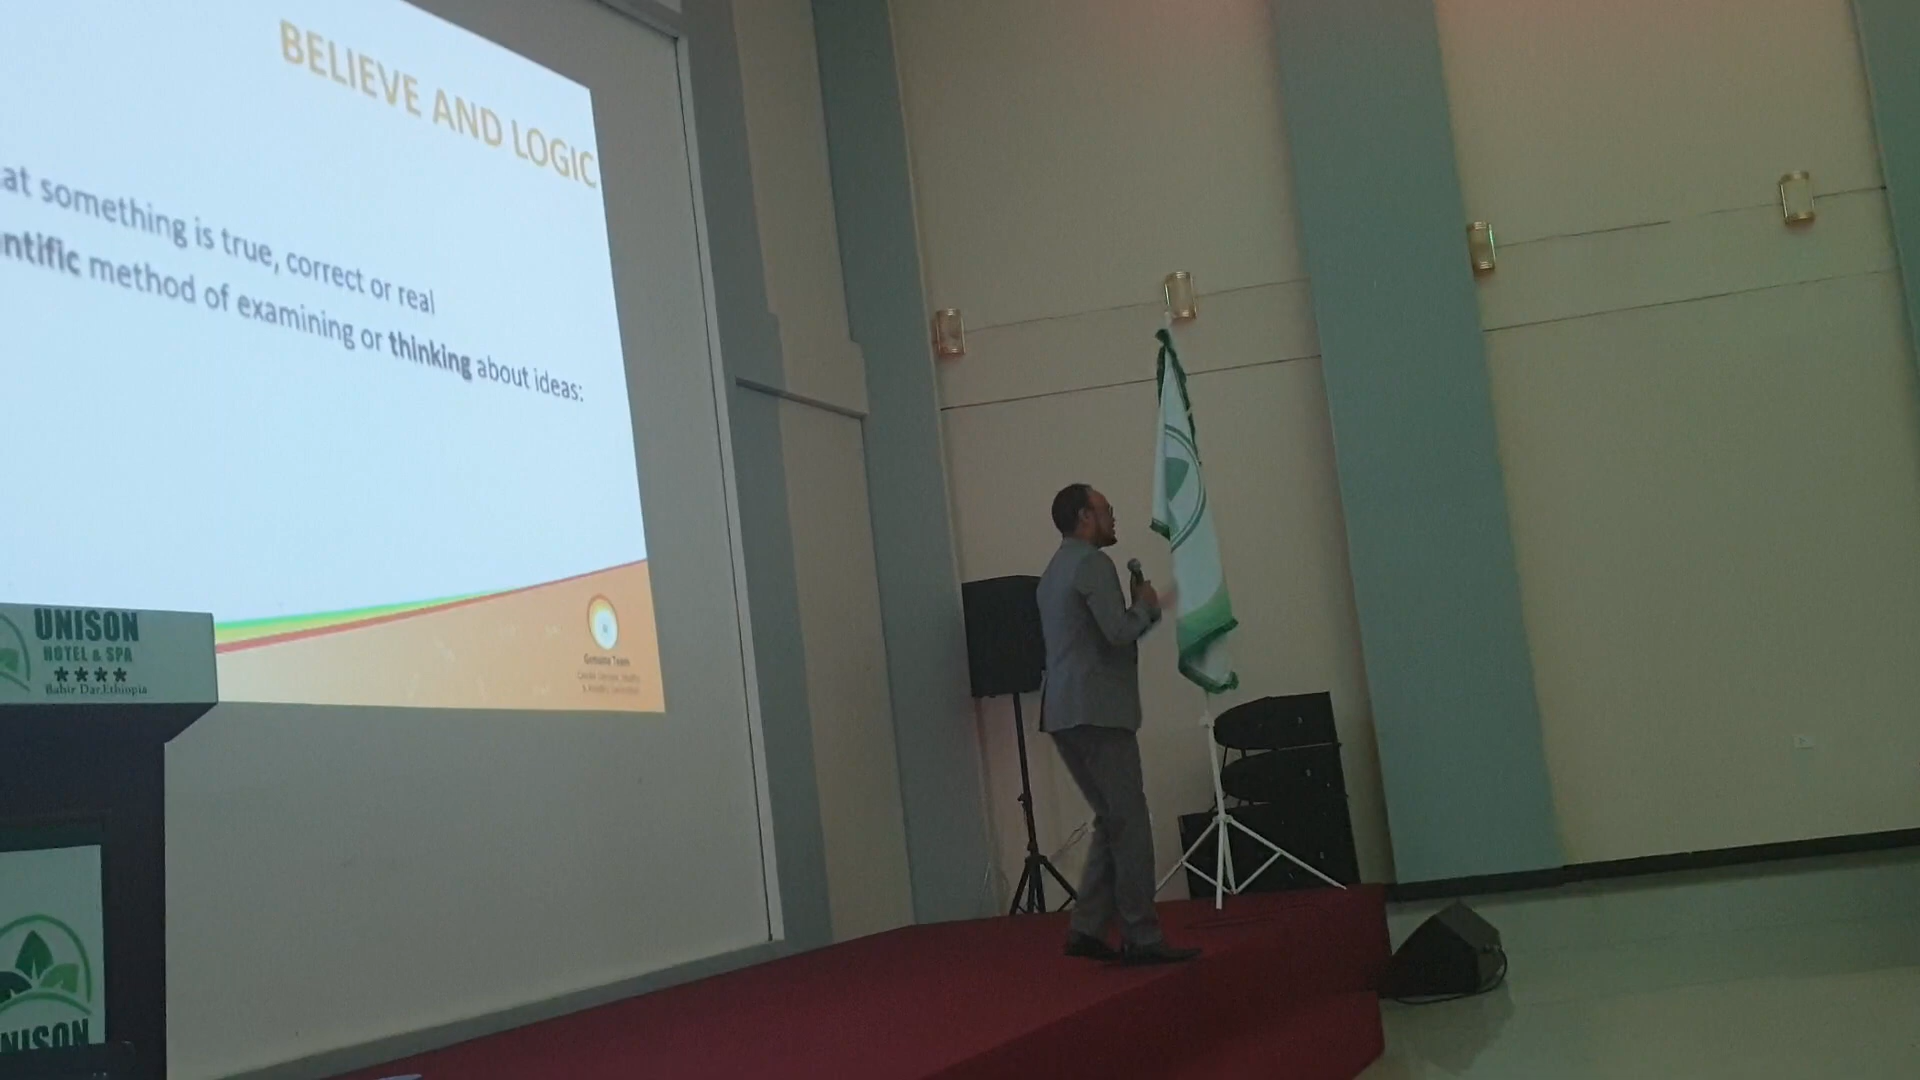 BELIEVE AND LOGIC
at something is true, correct or real
ntific method of examining or thinking about ideas:
UNISON
HOTEL & SPA
Bahir Dar,Ethiopia
Team
NISON